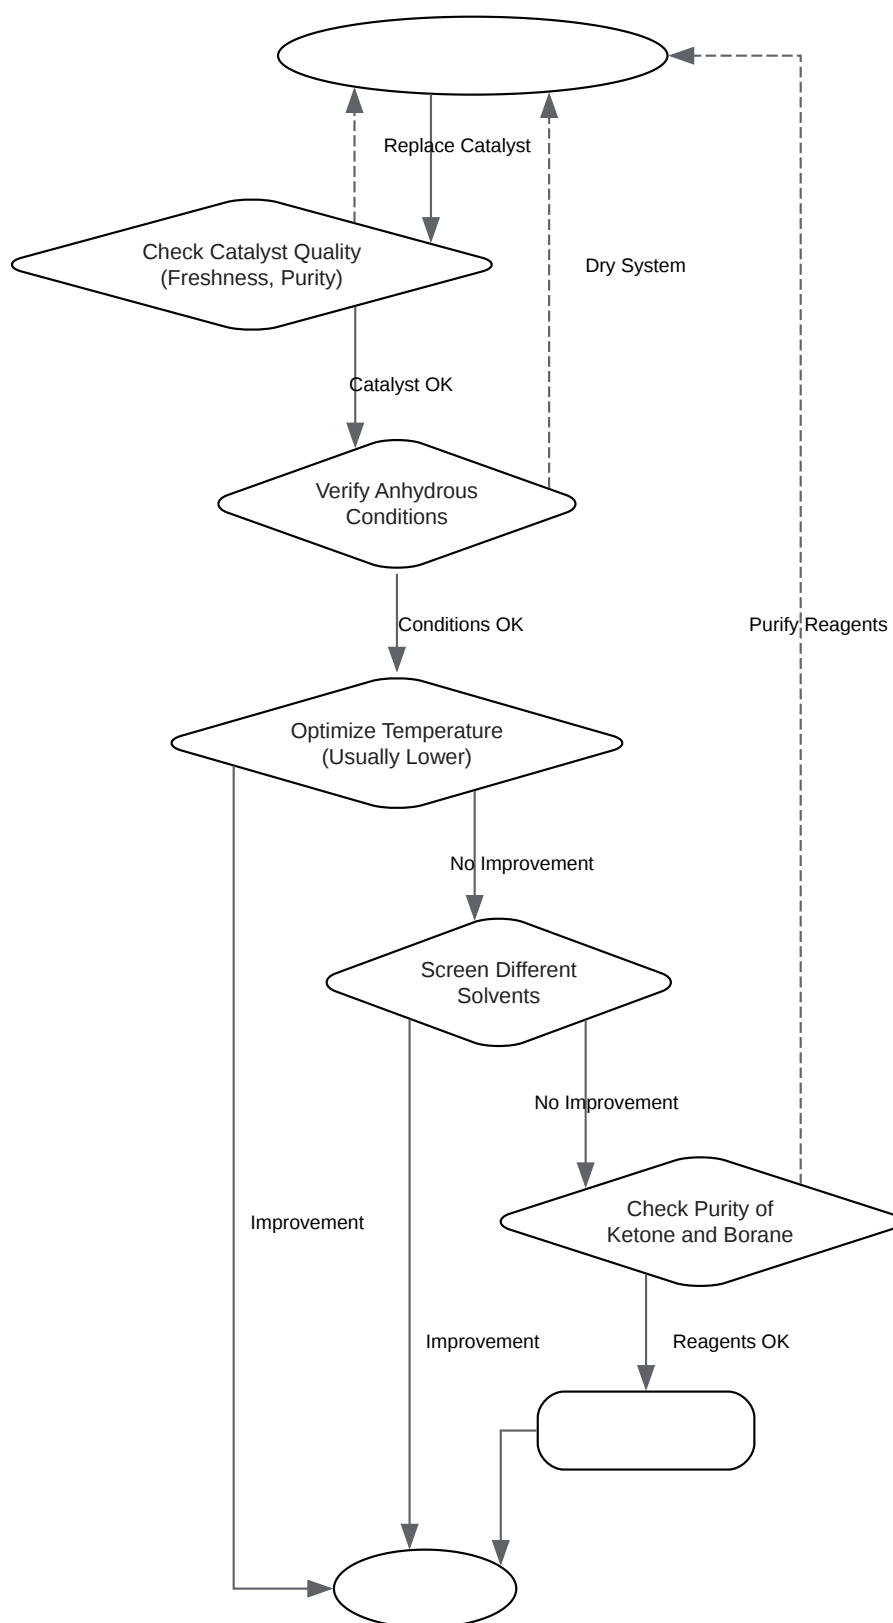 Replace Catalyst
Check Catalyst Quality
(Freshness, Purity)
Dry System
Catalyst OK
Verify Anhydrous
Conditions
Conditions OK
Purify Reagents
Optimize Temperature
(Usually Lower)
No Improvement
Screen Different
Solvents
No Improvement
Check Purity of
Ketone and Borane
Improvement
Improvement
Reagents OK